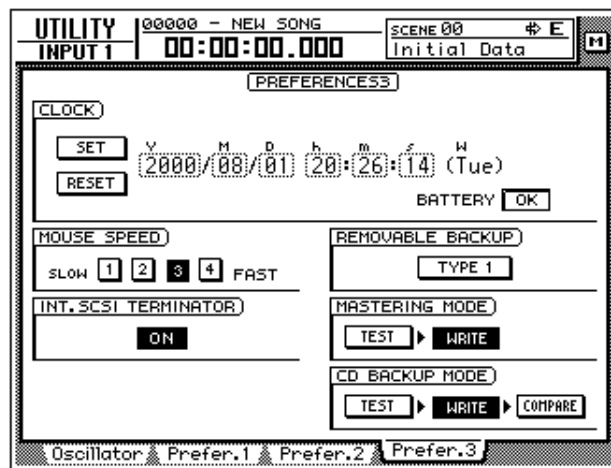 UTILITY 00000 - NEW SONG SCENE 00 E
INPUT 1 00:00:00.000 Initial Data M
PREFERENCES3
CLOCK
Y M D h m s W
SET 2000/08/01 20:26:14 (Tue)
RESET
BATTERY OK
MOUSE SPEED REMOVABLE BACKUP
SLOW 1 2 3 4 FAST TYPE 1
INT.SCSI TERMINATOR MASTERING MODE
ON TEST WRITE
CD BACKUP MODE
TEST WRITE COMPARE
Oscillator Prefer.1 Prefer.2 Prefer.3